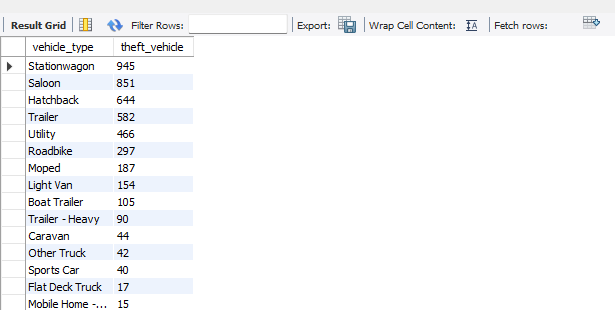 Result Grid Filter Rows: Export: Wrap Cell Content: Fetch rows:
vehicle_type theft_vehicle
Stationwagon 945
Saloon 851
Hatchback 644
Trailer 582
Utility 466
Roadbike 297
Moped 187
Light Van 154
Boat Trailer 105
Trailer - Heavy 90
Caravan 44
Other Truck 42
Sports Car 40
Flat Deck Truck 17
Mobile Home -... 15